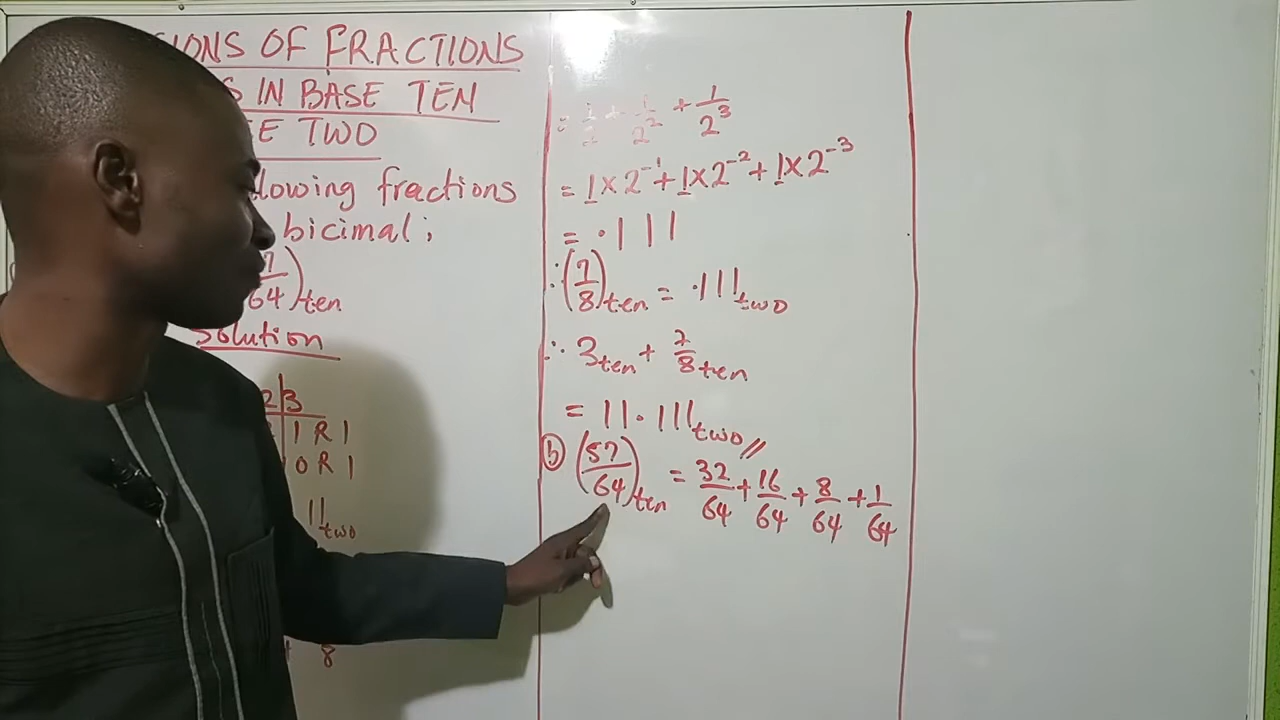 IONS OF FRACTIONS
S IN BASE TEN
E TWO
lowing fractions
bicimal;
64)ten
Solution
2|3
1 R 1
0 R 1
11two
8
= 1/2 + 1/2² + 1/2³
= 1×2⁻¹ + 1×2⁻² + 1×2⁻³
= ·111
∴ (7/8)ten = ·111two
∴ 3ten + 7/8ten
= 11·111two//
(b) (57/64)ten = 32/64 + 16/64 + 8/64 + 1/64